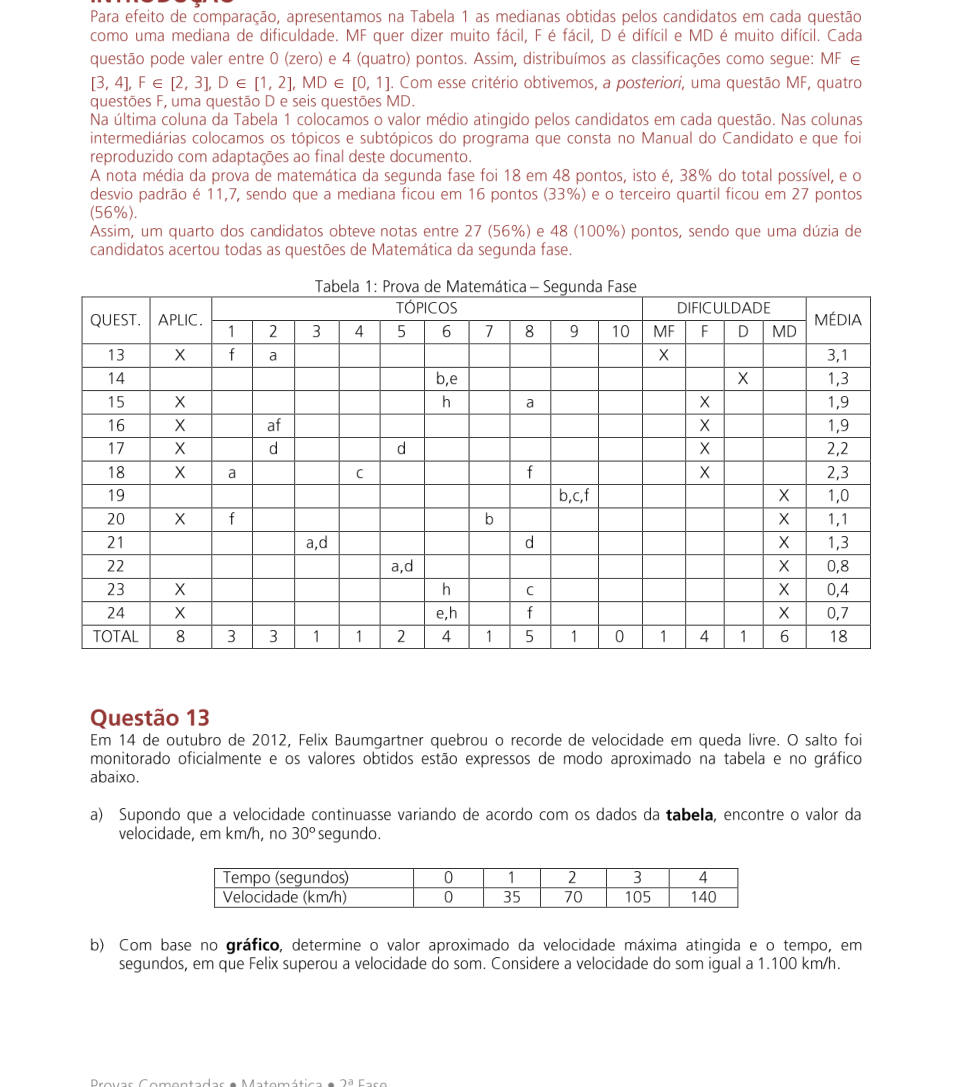 INTRODUÇÃO
Para efeito de comparação, apresentamos na Tabela 1 as medianas obtidas pelos candidatos em cada questão
como uma mediana de dificuldade. MF quer dizer muito fácil, F é fácil, D é difícil e MD é muito difícil. Cada
questão pode valer entre 0 (zero) e 4 (quatro) pontos. Assim, distribuímos as classificações como segue: MF ∈
[3, 4], F ∈ [2, 3], D ∈ [1, 2], MD ∈ [0, 1]. Com esse critério obtivemos, a posteriori, uma questão MF, quatro
questões F, uma questão D e seis questões MD.
Na última coluna da Tabela 1 colocamos o valor médio atingido pelos candidatos em cada questão. Nas colunas
intermediárias colocamos os tópicos e subtópicos do programa que consta no Manual do Candidato e que foi
reproduzido com adaptações ao final deste documento.
A nota média da prova de matemática da segunda fase foi 18 em 48 pontos, isto é, 38% do total possível, e o
desvio padrão é 11,7, sendo que a mediana ficou em 16 pontos (33%) e o terceiro quartil ficou em 27 pontos
(56%).
Assim, um quarto dos candidatos obteve notas entre 27 (56%) e 48 (100%) pontos, sendo que uma dúzia de
candidatos acertou todas as questões de Matemática da segunda fase.
Tabela 1: Prova de Matemática – Segunda Fase
QUEST. APLIC. TÓPICOS DIFICULDADE MÉDIA
1 2 3 4 5 6 7 8 9 10 MF F D MD
13 X f a X 3,1
14 b,e X 1,3
15 X h a X 1,9
16 X af X 1,9
17 X d d X 2,2
18 X a c f X 2,3
19 b,c,f X 1,0
20 X f b X 1,1
21 a,d d X 1,3
22 a,d X 0,8
23 X h c X 0,4
24 X e,h f X 0,7
TOTAL 8 3 3 1 1 2 4 1 5 1 0 1 4 1 6 18
Questão 13
Em 14 de outubro de 2012, Felix Baumgartner quebrou o recorde de velocidade em queda livre. O salto foi
monitorado oficialmente e os valores obtidos estão expressos de modo aproximado na tabela e no gráfico
abaixo.
a) Supondo que a velocidade continuasse variando de acordo com os dados da tabela, encontre o valor da
velocidade, em km/h, no 30º segundo.
Tempo (segundos) 0 1 2 3 4
Velocidade (km/h) 0 35 70 105 140
b) Com base no gráfico, determine o valor aproximado da velocidade máxima atingida e o tempo, em
segundos, em que Felix superou a velocidade do som. Considere a velocidade do som igual a 1.100 km/h.
Provas Comentadas • Matemática • 2ª Fase